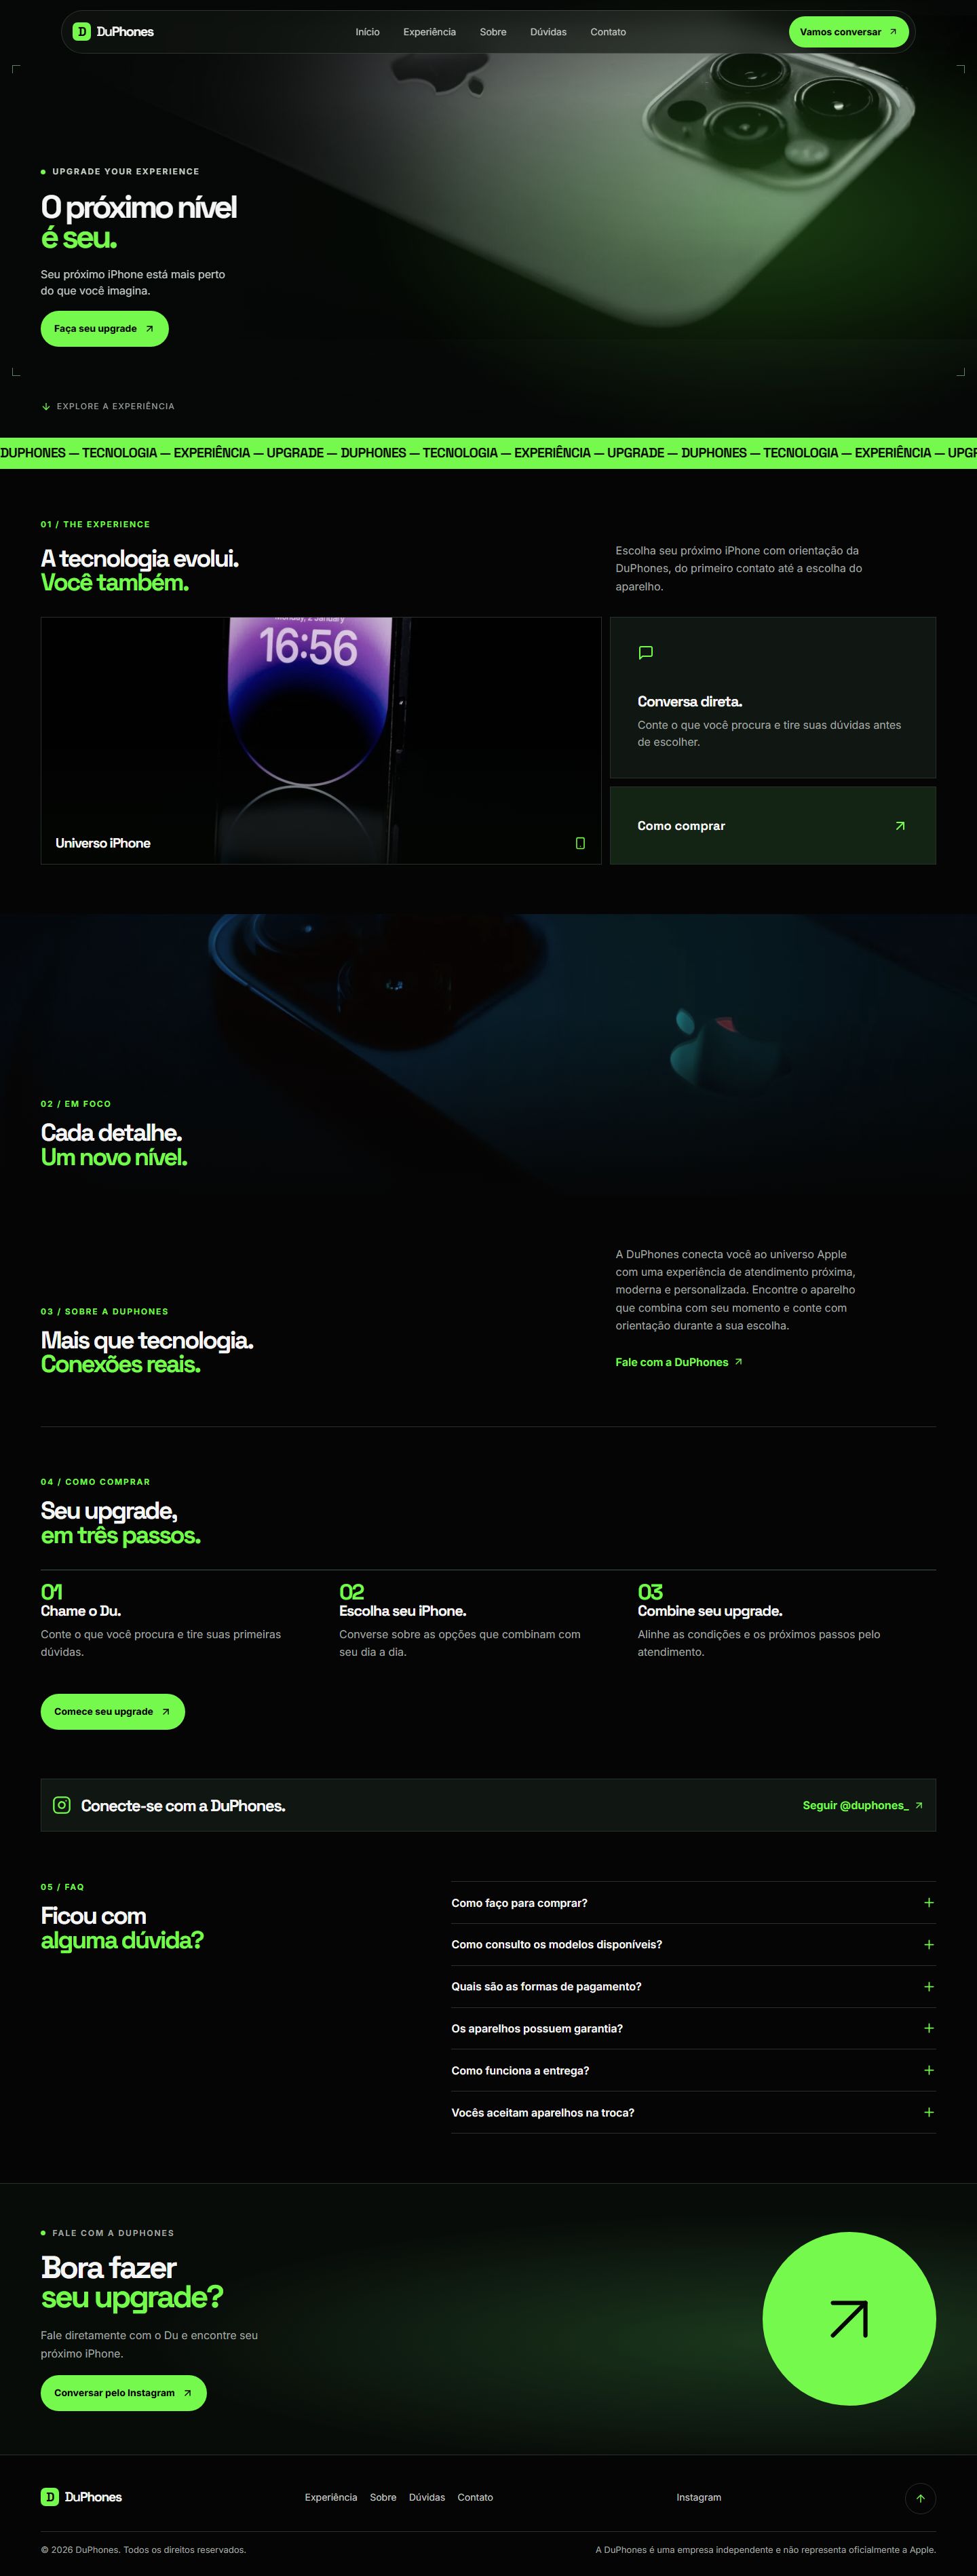 D DuPhones
Início Experiência Sobre Dúvidas Contato
Vamos conversar
UPGRADE YOUR EXPERIENCE
O próximo nível
é seu.
Seu próximo iPhone está mais perto
do que você imagina.
Faça seu upgrade
EXPLORE A EXPERIÊNCIA
DUPHONES — TECNOLOGIA — EXPERIÊNCIA — UPGRADE — DUPHONES — TECNOLOGIA — EXPERIÊNCIA — UPGRADE — DUPHONES — TECNOLOGIA — EXPERIÊNCIA — UPGR
01 / THE EXPERIENCE
A tecnologia evolui.
Você também.
Escolha seu próximo iPhone com orientação da
DuPhones, do primeiro contato até a escolha do
aparelho.
Monday, 2 January
16:56
Universo iPhone
Conversa direta.
Conte o que você procura e tire suas dúvidas antes
de escolher.
Como comprar
02 / EM FOCO
Cada detalhe.
Um novo nível.
03 / SOBRE A DUPHONES
Mais que tecnologia.
Conexões reais.
A DuPhones conecta você ao universo Apple
com uma experiência de atendimento próxima,
moderna e personalizada. Encontre o aparelho
que combina com seu momento e conte com
orientação durante a sua escolha.
Fale com a DuPhones
04 / COMO COMPRAR
Seu upgrade,
em três passos.
01
Chame o Du.
Conte o que você procura e tire suas primeiras
dúvidas.
02
Escolha seu iPhone.
Converse sobre as opções que combinam com
seu dia a dia.
03
Combine seu upgrade.
Alinhe as condições e os próximos passos pelo
atendimento.
Comece seu upgrade
Conecte-se com a DuPhones.
Seguir @duphones_
05 / FAQ
Ficou com
alguma dúvida?
Como faço para comprar?
Como consulto os modelos disponíveis?
Quais são as formas de pagamento?
Os aparelhos possuem garantia?
Como funciona a entrega?
Vocês aceitam aparelhos na troca?
FALE COM A DUPHONES
Bora fazer
seu upgrade?
Fale diretamente com o Du e encontre seu
próximo iPhone.
Conversar pelo Instagram
D DuPhones
Experiência Sobre Dúvidas Contato
Instagram
© 2026 DuPhones. Todos os direitos reservados.
A DuPhones é uma empresa independente e não representa oficialmente a Apple.